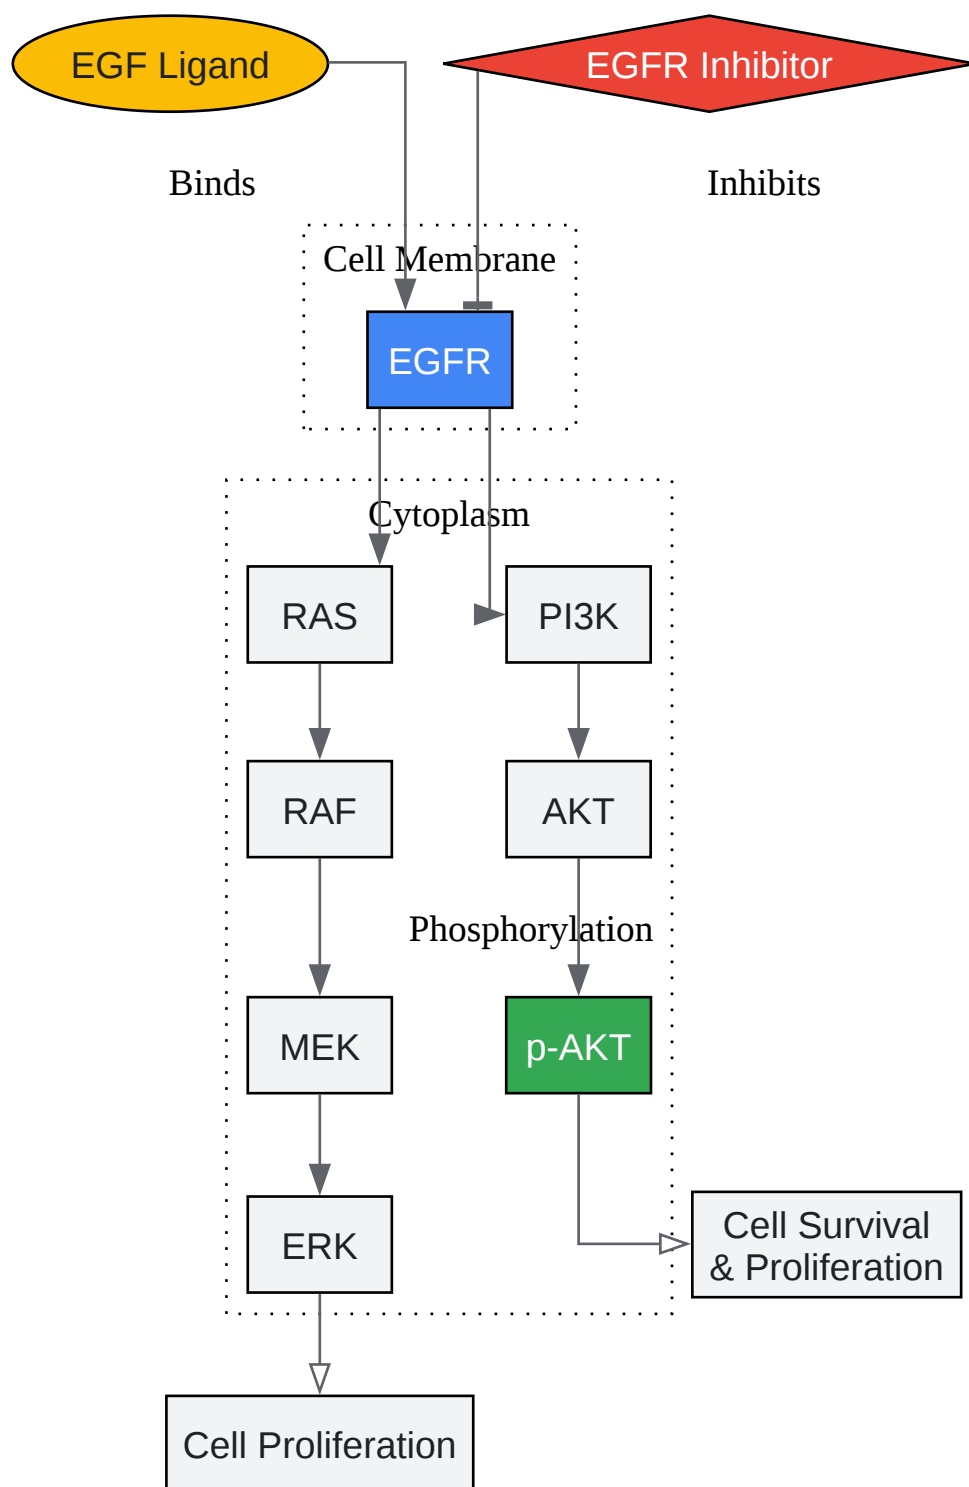 EGF Ligand
EGFR Inhibitor
Binds
Inhibits
Cell Membrane
EGFR
Cytoplasm
RAS
PI3K
RAF
AKT
Phosphorylation
MEK
p-AKT
ERK
Cell Survival
& Proliferation
Cell Proliferation